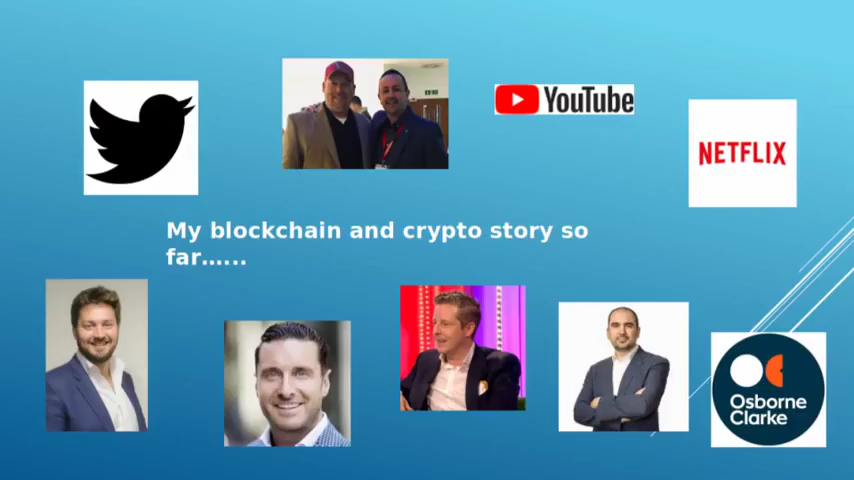 YouTube
NETFLIX
My blockchain and crypto story so
far......
Osborne
Clarke